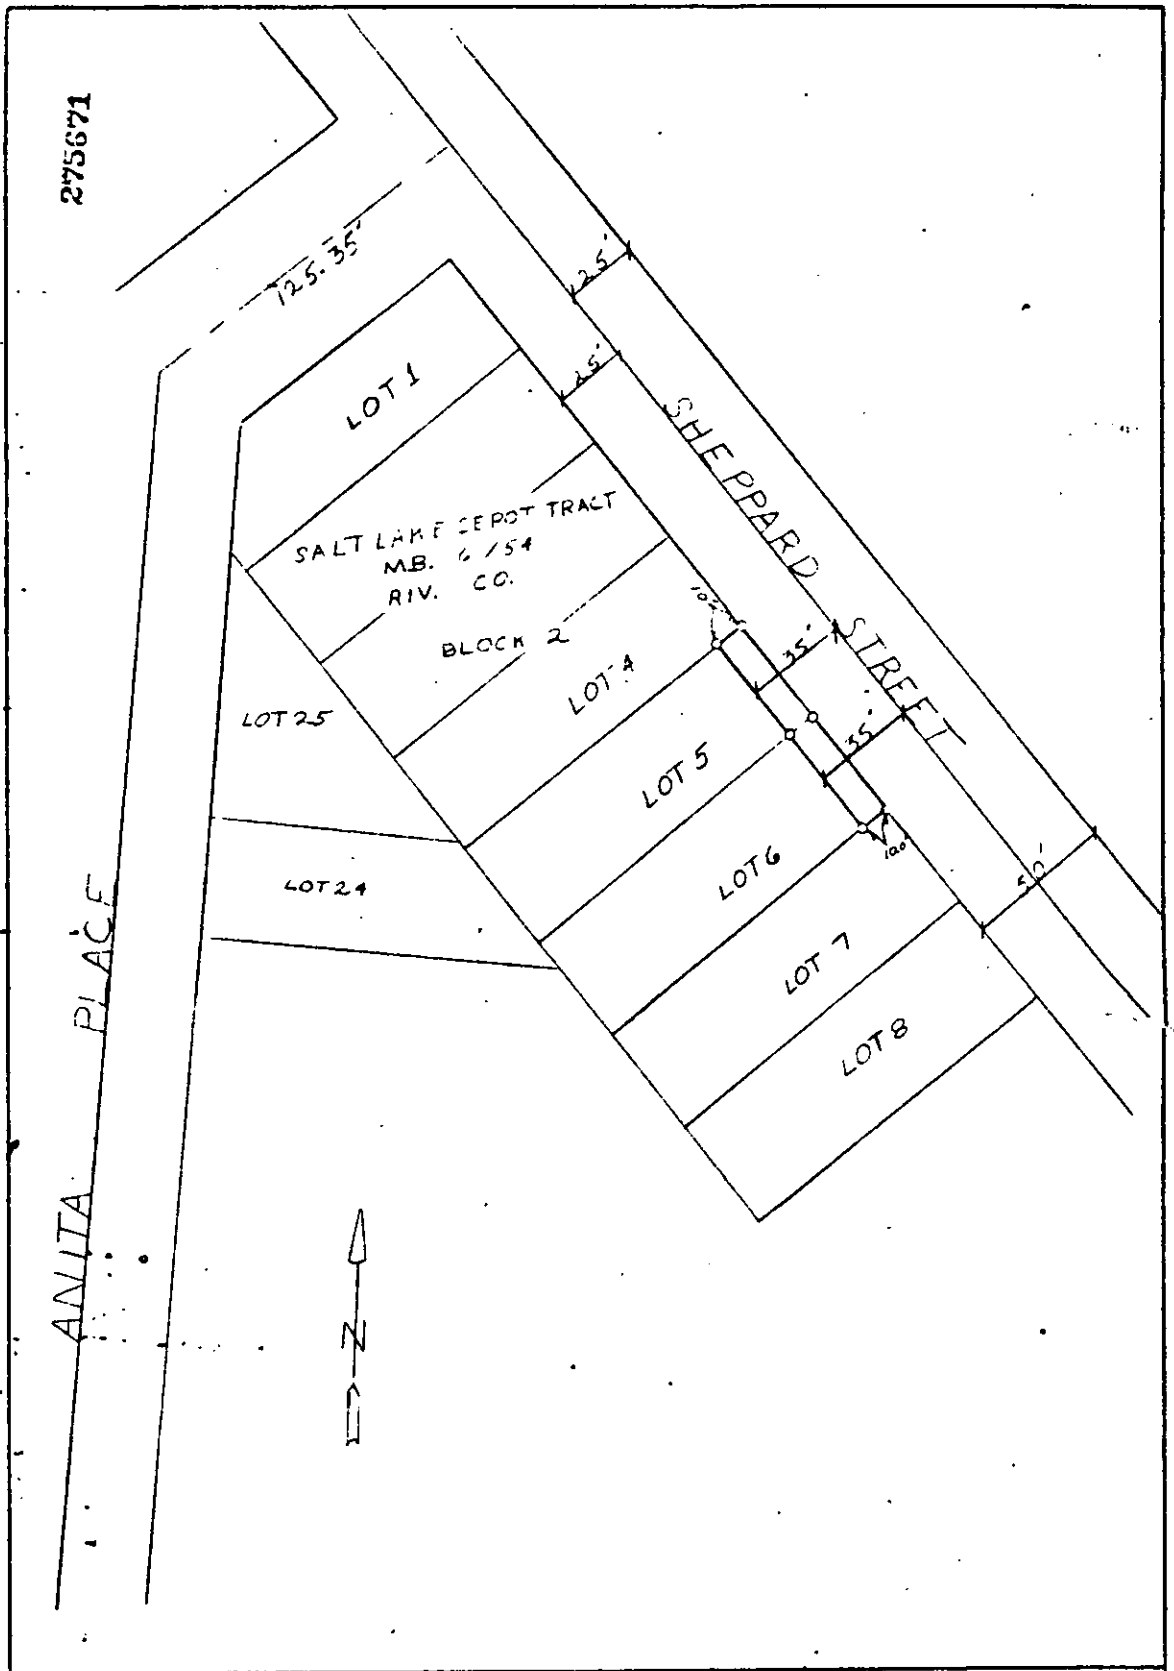 275671
125.35'
25'
25'
LOT 1
SHEPPARD STREET
SALT LAKE DEPOT TRACT
M.B. 6/54
RIV. CO.
BLOCK 2
LOT 4
35'
LOT 25
LOT 5
35'
LOT 6
LOT 24
50'
LOT 7
LOT 8
ANITA PLACE
N